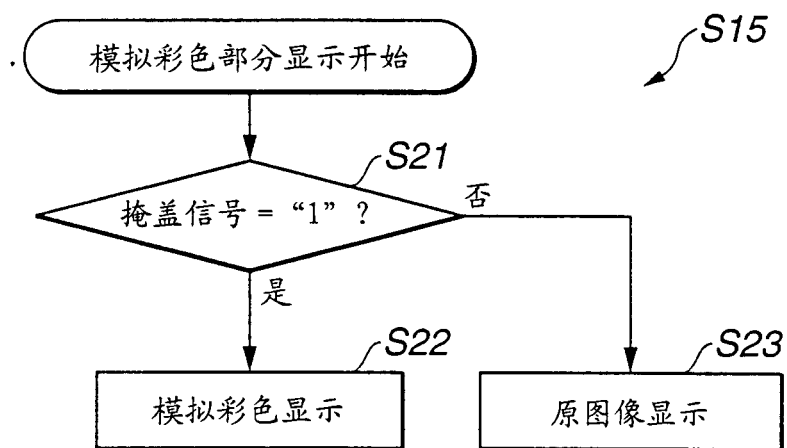 S15
模拟彩色部分显示开始
S21
掩盖信号 = “1” ?
否
是
S22
模拟彩色显示
S23
原图像显示